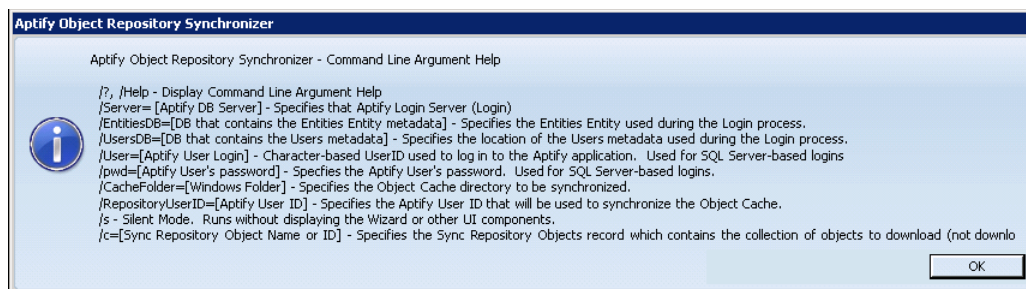 Aptify Object Repository Synchronizer
Aptify Object Repository Synchronizer - Command Line Argument Help
/?, /Help - Display Command Line Argument Help
/Server= [Aptify DB Server] - Specifies that Aptify Login Server (Login)
/EntitiesDB=[DB that contains the Entities Entity metadata] - Specifies the Entities Entity used during the Login process.
/UsersDB=[DB that contains the Users metadata] - Specifies the location of the Users metadata used during the Login process.
/User=[Aptify User Login] - Character-based UserID used to log in to the Aptify application.  Used for SQL Server-based logins
/pwd=[Aptify User's password] - Specfies the Aptify User's password.  Used for SQL Server-based logins.
/CacheFolder=[Windows Folder] - Specifies the Object Cache directory to be synchronized.
/RepositoryUserID=[Aptify User ID] - Specifies the Aptify User ID that will be used to synchronize the Object Cache.
/s - Silent Mode.  Runs without displaying the Wizard or other UI components.
/c=[Sync Repository Object Name or ID] - Specifies the Sync Repository Objects record which contains the collection of objects to download (not downlo
OK